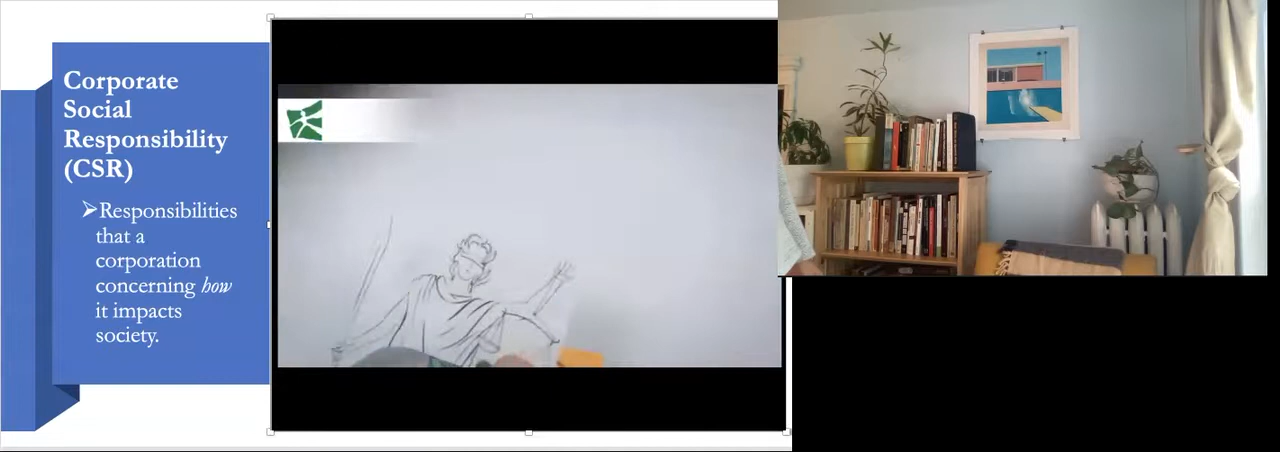 Corporate
Social
Responsibility
(CSR)
➢Responsibilities
that a
corporation
concerning how
it impacts
society.